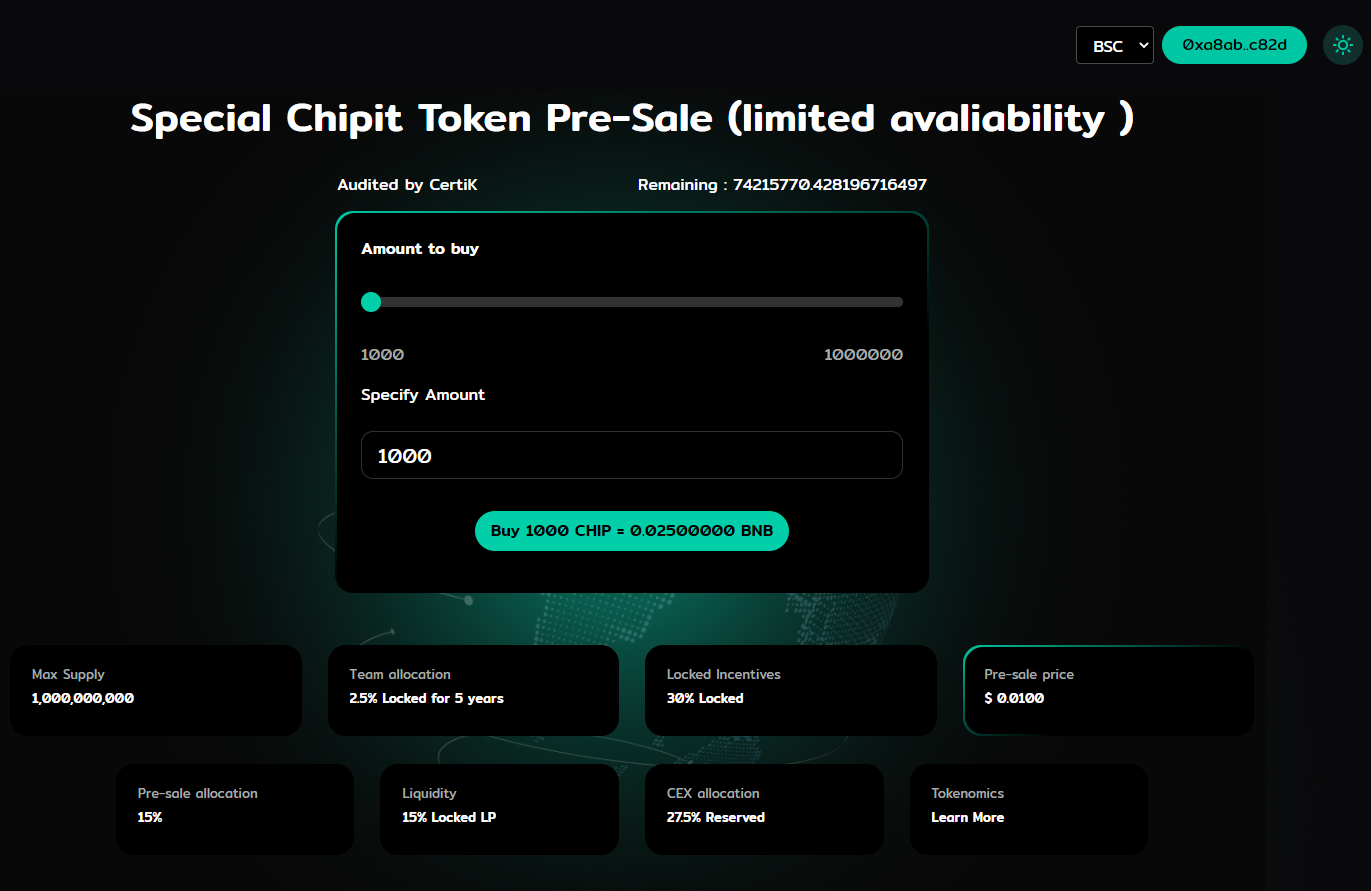 BSC
0xa8ab..c82d
Special Chipit Token Pre-Sale (limited avaliability )
Audited by CertiK
Remaining : 74215770.428196716497
Amount to buy
1000
1000000
Specify Amount
1000
Buy 1000 CHIP = 0.02500000 BNB
Max Supply
1,000,000,000
Team allocation
2.5% Locked for 5 years
Locked Incentives
30% Locked
Pre-sale price
$ 0.0100
Pre-sale allocation
15%
Liquidity
15% Locked LP
CEX allocation
27.5% Reserved
Tokenomics
Learn More